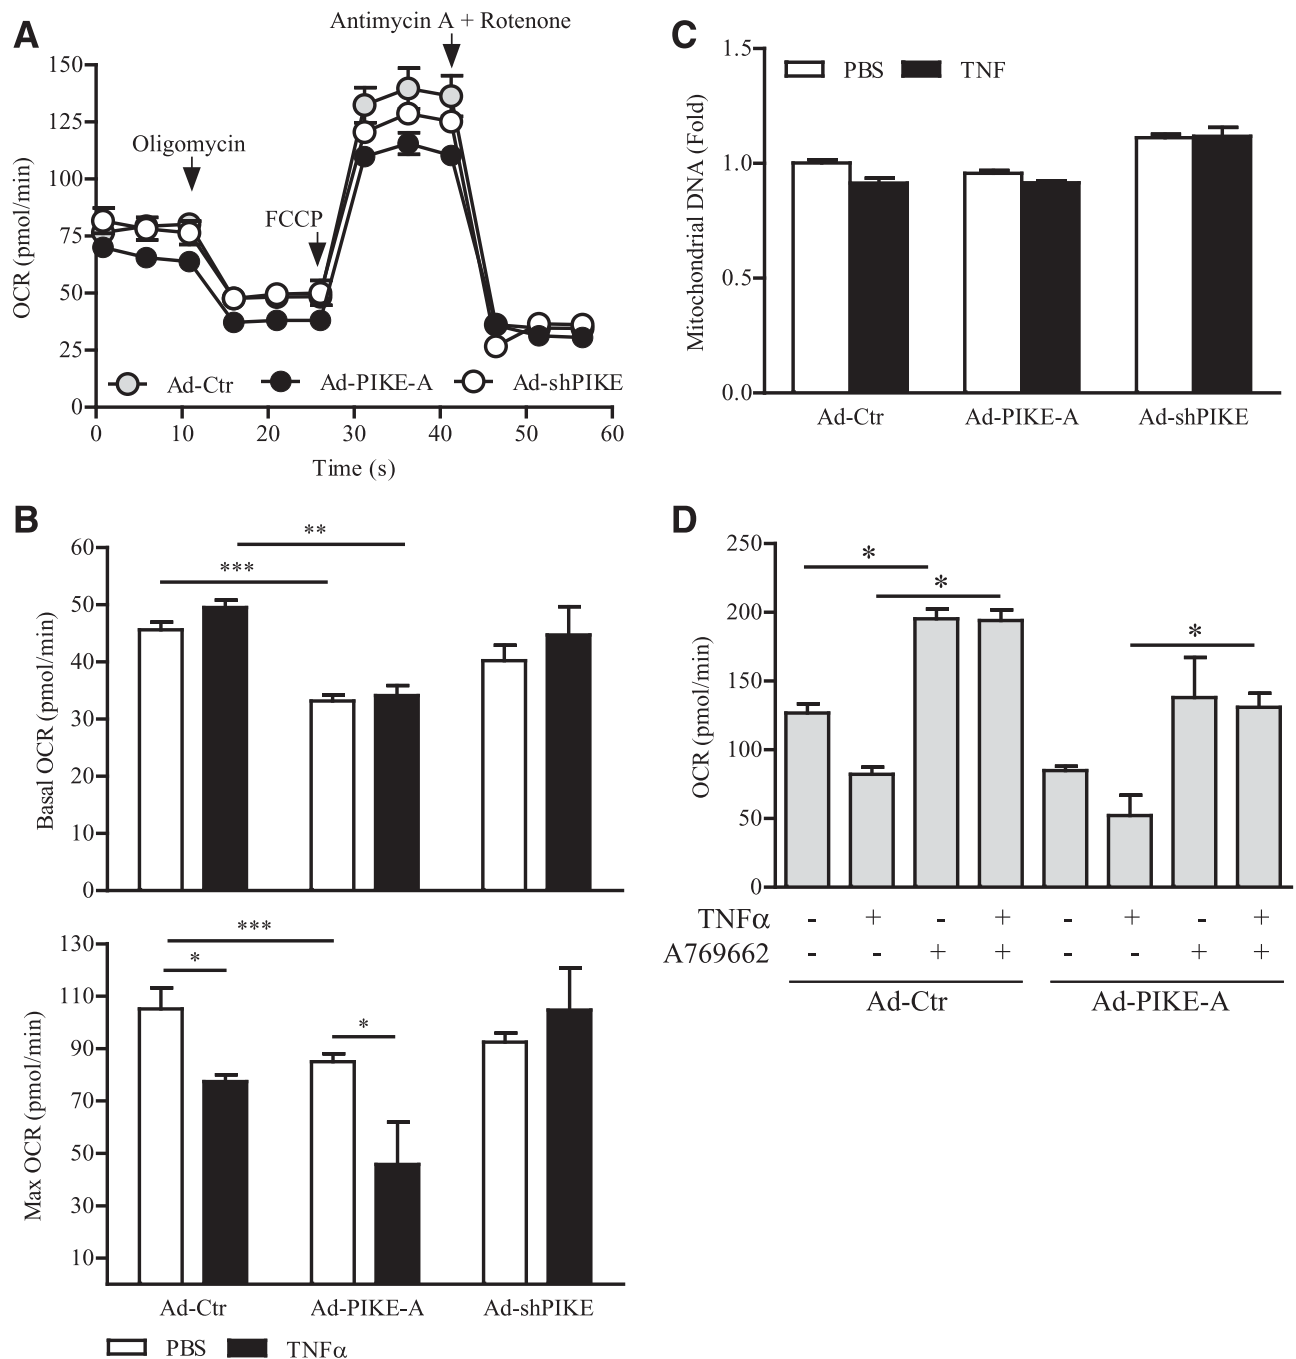 A
Antimycin A + Rotenone
Oligomycin
FCCP
OCR (pmol/min)
150
125
100
75
50
25
0
Ad-Ctr Ad-PIKE-A Ad-shPIKE
0 10 20 30 40 50 60
Time (s)
C
PBS TNF
Mitochondrial DNA (Fold)
1.5
1.0
0.5
0.0
Ad-Ctr Ad-PIKE-A Ad-shPIKE
B
**
***
Basal OCR (pmol/min)
60
50
40
30
20
10
0
***
*
*
Max OCR (pmol/min)
130
110
90
70
50
30
10
Ad-Ctr Ad-PIKE-A Ad-shPIKE
PBS TNFα
D
*
*
*
OCR (pmol/min)
250
200
150
100
50
0
TNFα - + - + - + - +
A769662 - - + + - - + +
Ad-Ctr Ad-PIKE-A